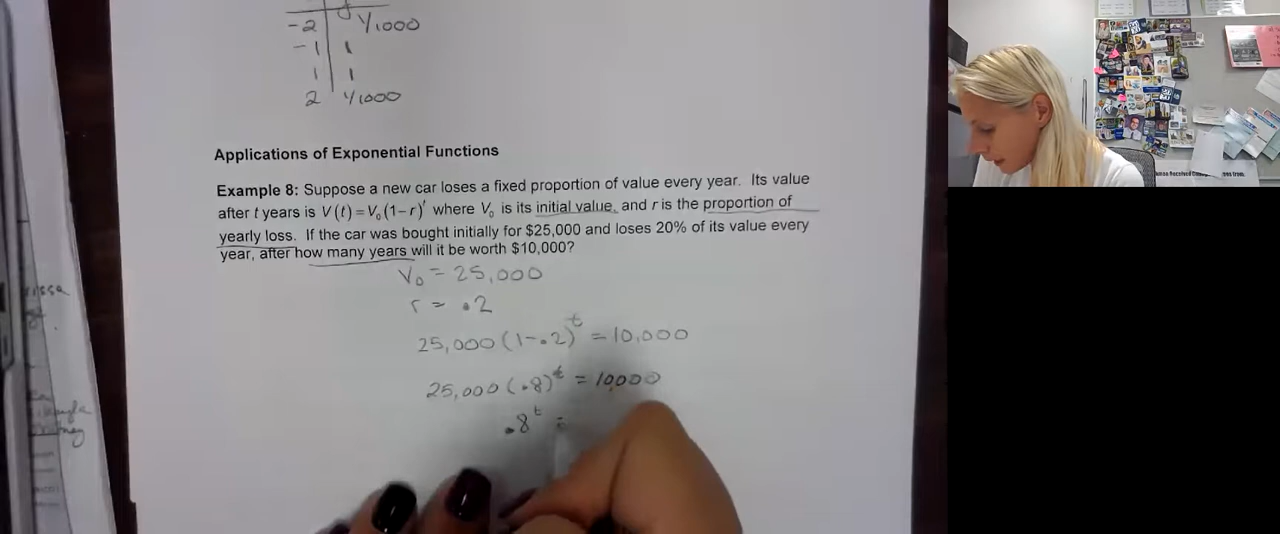 -2 1/1000
-1 1
1 1
2 1/1000
Applications of Exponential Functions
Example 8: Suppose a new car loses a fixed proportion of value every year. Its value
after t years is V(t)=V₀(1−r)ᵗ where V₀ is its initial value, and r is the proportion of
yearly loss. If the car was bought initially for $25,000 and loses 20% of its value every
year, after how many years will it be worth $10,000?
V₀ = 25,000
r = .2
25,000(1-.2)ᵗ = 10,000
25,000(.8)ᵗ = 10,000
.8ᵗ =